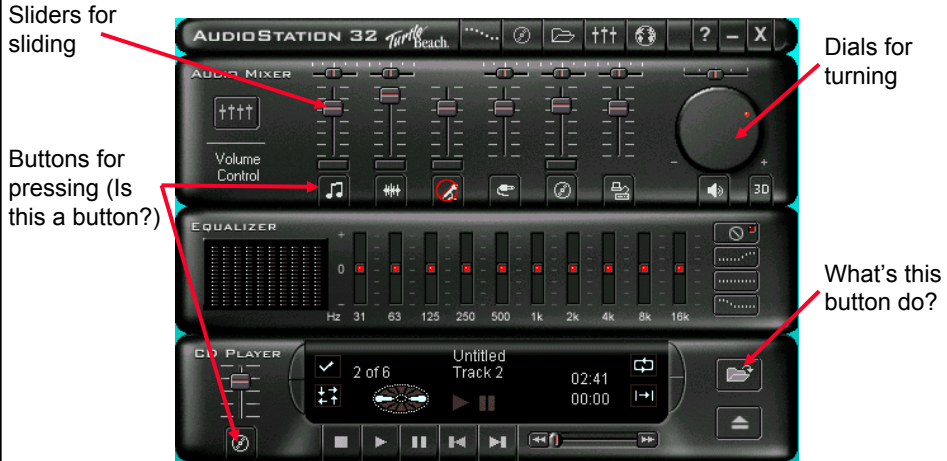 Sliders for
sliding
AUDIOSTATION 32 Turtle Beach
? – X
Dials for
turning
AUDIO MIXER
Volume
Control
- +
3D
Buttons for
pressing (Is
this a button?)
EQUALIZER
+
0
–
Hz 31 63 125 250 500 1k 2k 4k 8k 16k
What's this
button do?
CD PLAYER
Untitled
2 of 6 Track 2
02:41
00:00